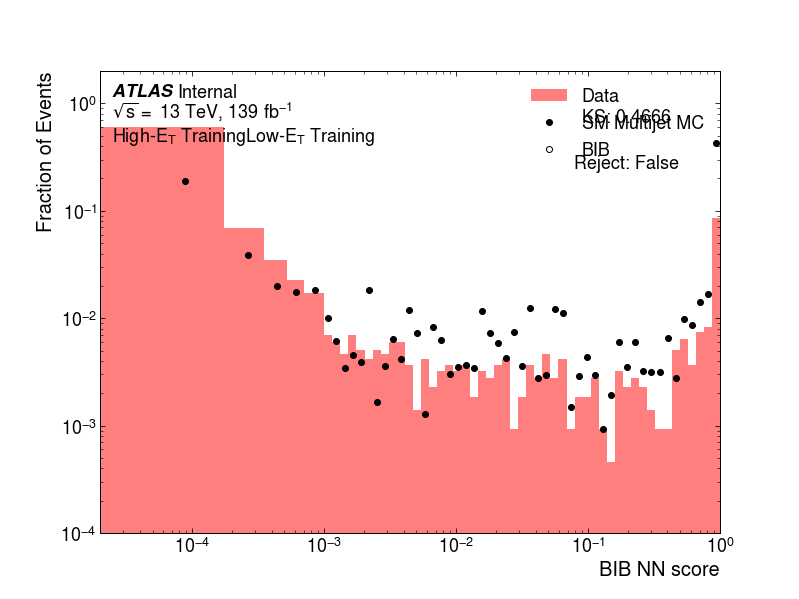 ATLAS Internal
√s = 13 TeV, 139 fb⁻¹
High-E_T TrainingLow-E_T Training
Data
KS: 0.4666
SM Multijet MC
BIB
Reject: False
Fraction of Events
10⁰
10⁻¹
10⁻²
10⁻³
10⁻⁴
10⁻⁴ 10⁻³ 10⁻² 10⁻¹ 10⁰
BIB NN score